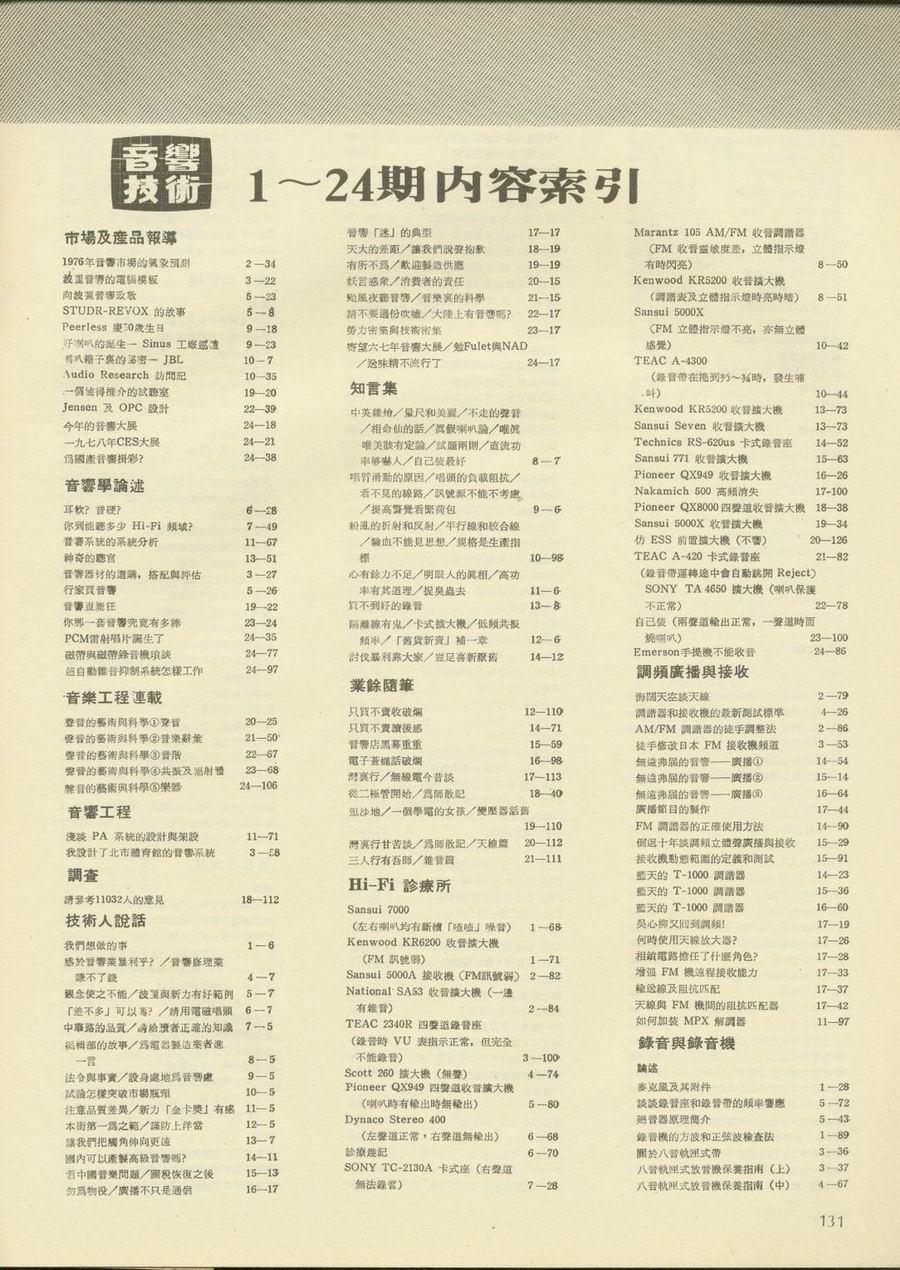 音響
技術
1～24期內容索引
市場及產品報導
1976年音響市場的氣象預測 2—34
波麗音響的電腦模板 3—22
向波麗音響致敬 5—23
STUDR-REVOX 的故事 5—8
Peerless 慶50歲生日 9—18
好喇叭的誕生— Sinus 工廠巡禮 9—23
喇叭箱子裏的秘密— JBL 10—7
Audio Research 訪問記 10—35
一個值得推介的試聽室 19—20
Jensen 及 OPC 設計 22—39
今年的音響大展 24—18
一九七八年CES大展 24—21
為國產音響掛彩? 24—38
音響學論述
耳軟? 音硬? 6—28
你到能聽多少 Hi-Fi 頻域? 7—49
音響系統的系統分析 11—67
神奇的聽官 13—51
音響器材的選購，搭配與評估 3—27
行家買音響 5—26
音響豈能狂 19—22
你那一套音響究竟有多棒 23—24
PCM雷射唱片誕生了 24—35
磁帶與磁帶錄音機瑣談 24—77
超自動雜音抑制系統怎樣工作 24—97
音樂工程連載
聲音的藝術與科學①聲音 20—25
聲音的藝術與科學②音樂辭彙 21—50
聲音的藝術與科學③音階 22—67
聲音的藝術與科學④共振及輻射體 23—68
聲音的藝術與科學⑤樂器 24—106
音響工程
淺談 PA 系統的設計與架設 11—71
我設計了北市體育館的音響系統 3—58
調查
請參考11032人的意見 18—112
技術人說話
我們想做的事 1—6
感於音響業暴利乎? ／音響修理業
賺不了錢 4—7
觀念使之不能／波麗與新力有好範例 5—7
「差不多」可以嗎? ／請用電磁唱頭 6—7
中華路的品質／請給讀者正確的知識 7—5
編輯部的故事／為電器製造業者進
一言 8—5
法令與事實／設身處地為音響處 9—5
試論怎樣突破市場瓶頸 10—5
注意品質差異／新力「金卡獎」有感 11—5
本街第一為之範／謹防上洋當 12—5
讓我們把觸角伸向更遠 13—7
國內可以產製高級音響嗎? 14—11
看中國音樂問題／關稅恢復之後 15—13
勿為物役／廣播不只是通信 16—17
音響「迷」的典型 17—17
天大的差距／讓我們說聲抱歉 18—19
有所不為／歡迎製造供應 19—19
妖言惑衆／消費者的責任 20—15
颱風夜聽音響／音樂裏的科學 21—15
請不要過份吹噓／大陸上有音響嗎? 22—17
勞力密集與技術密集 23—17
寄望六七年音響大展／勉Fulet與NAD
／逸味精不流行了 24—17
知言集
中英雜燴／量尺和美麗／不走的聲音
／相命仙的話／眞假喇叭論／唯眞
唯美該有定論／試題兩則／直流功
率够嚇人／自己裝最好 8—7
唱臂滑動的原因／唱頭的負載阻抗／
看不見的線路／訊號源不能不考慮
／提高警覺看緊荷包 9—6
紛亂的折射和反射／平行線和絞合線
／驗血不能見思想／規格是生產指
標 10—98
心有餘力不足／明眼人的眞相／高功
率有其道理／捉臭蟲去 11—6
買不到好的錄音 13—8
隔離線有鬼／卡式擴大機／低頻共振
頻率／「舊貨新賣」補一章 12—6
討伐暴利靠大家／豈足喜新厭舊 14—12
業餘隨筆
只買不賣收破爛 12—110
只買不賣讀後感 14—71
音響店黑幕重重 15—59
電子蒼蠅話破爛 16—98
灣裏行／無線電今昔談 17—113
從二極管開始／為師散記 18—40
鬼沙地／一個學電的女孩／變壓器話舊
19—110
灣裏行甘苦談／為師散記／天線篇 20—112
三人行有吾師／雜音篇 21—111
Hi-Fi 診療所
Sansui 7000
（左右喇叭均有斷續「喳喳」噪音） 1—68
Kenwood KR6200 收音擴大機
（FM 訊號弱） 1—71
Sansui 5000A 接收機（FM訊號弱） 2—82
National SA53 收音擴大機（一邊
有雜音） 2—84
TEAC 2340R 四聲道錄音座
（錄音時 VU 表指示正常，但完全
不能錄音） 3—100
Scott 260 擴大機（無聲） 4—74
Pioneer QX949 四聲道收音擴大機
（喇叭時有輸出時無輸出） 5—80
Dynaco Stereo 400
（左聲道正常，右聲道無輸出） 6—68
診療雜記 6—70
SONY TC-2130A 卡式座（右聲道
無法錄音） 7—28
Marantz 105 AM/FM 收音調諧器
（FM 收音靈敏度差，立體指示燈
有時閃亮） 8—50
Kenwood KR5200 收音擴大機
（調諧表及立體指示燈時亮時暗） 8—51
Sansui 5000X
（FM 立體指示燈不亮，亦無立體
感覺） 10—42
TEAC A-4300
（錄音帶在捲到⅔～¾時，發生嘯
叫） 10—44
Kenwood KR5200 收音擴大機 13—73
Sansui Seven 收音擴大機 13—73
Technics RS-620us 卡式錄音座 14—52
Sansui 771 收音擴大機 15—63
Pioneer QX949 收音擴大機 16—26
Nakamich 500 高頻消失 17-100
Pioneer QX8000 四聲道收音擴大機 18—38
Sansui 5000X 收音擴大機 19—34
仿 ESS 前置擴大機（不響） 20—126
TEAC A-420 卡式錄音座 21—82
（錄音帶運轉途中會自動跳開 Reject）
SONY TA 4650 擴大機（喇叭保護
不正常） 22—78
自己裝（兩聲道輸出正常，一聲道時而
燒喇叭） 23—100
Emerson手提機不能收音 24—86
調頻廣播與接收
海闊天空談天線 2—79
調諧器和接收機的最新測試標準 4—26
AM/FM 調諧器的徒手調整法 2—86
徒手修改日本 FM 接收機頻道 3—53
無遠弗屆的音響——廣播① 14—54
無遠弗屆的音響——廣播② 15—14
無遠弗屆的音響——廣播③ 16—64
廣播節目的製作 17—44
FM 調諧器的正確使用方法 14—90
倒退十年談調頻立體聲廣播與接收 15—29
接收機動態範圍的定義和測試 15—91
藍天的 T-1000 調諧器 14—23
藍天的 T-1000 調諧器 15—36
藍天的 T-1000 調諧器 16—60
吳心柳又回到調頻! 17—19
何時使用天線放大器? 17—26
相鎖電路擔任了什麼角色? 17—28
增强 FM 機遠程接收能力 17—33
輸送線及阻抗匹配 17—37
天線與 FM 機間的阻抗匹配器 17—42
如何加裝 MPX 解調器 11—97
錄音與錄音機
論述
麥克風及其附件 1—28
談談錄音座和錄音帶的頻率響應 5—72
迴音器原理簡介 5—43
錄音機的方波和正弦波檢查法 1—89
關於八音軌匣式帶 3—36
八音軌匣式放音機保養指南（上） 3—37
八音軌匣式放音機保養指南（中） 4—67
131